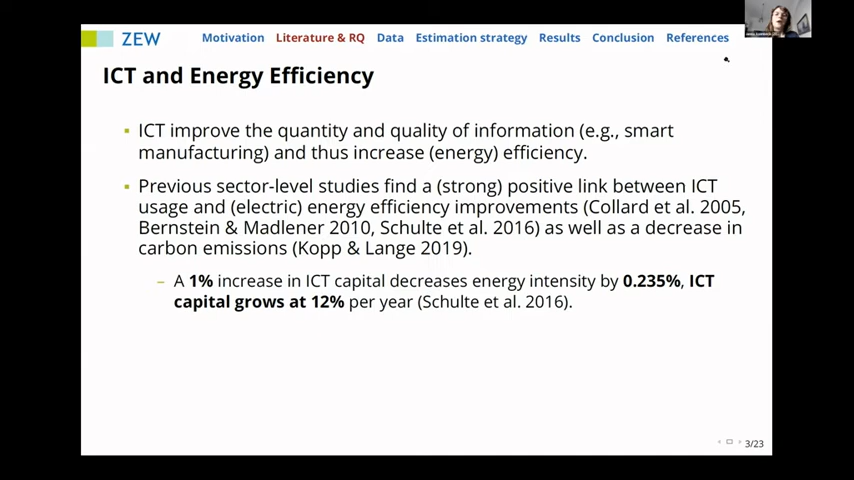 ZEW
Motivation Literature & RQ Data Estimation strategy Results Conclusion References
ICT and Energy Efficiency
ICT improve the quantity and quality of information (e.g., smart
manufacturing) and thus increase (energy) efficiency.
Previous sector-level studies find a (strong) positive link between ICT
usage and (electric) energy efficiency improvements (Collard et al. 2005,
Bernstein & Madlener 2010, Schulte et al. 2016) as well as a decrease in
carbon emissions (Kopp & Lange 2019).
– A 1% increase in ICT capital decreases energy intensity by 0.235%, ICT
capital grows at 12% per year (Schulte et al. 2016).
3/23